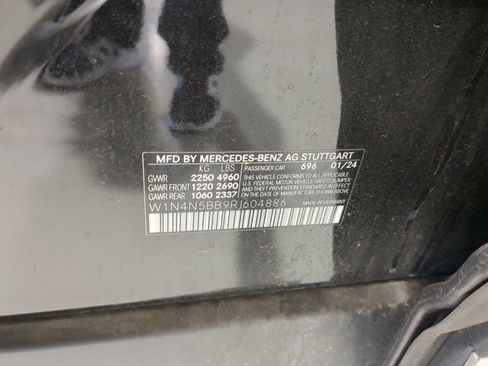 MFD BY MERCEDES-BENZ AG STUTTGART
KG LBS PASSENGER CAR 696 01/24
GVWR 2250 4960 THIS VEHICLE CONFORMS TO ALL APPLICABLE
GAWR FRONT 1220 2690 U.S. FEDERAL MOTOR VEHICLE SAFETY, BUMPER
GAWR REAR 1060 2337 AND THEFT PREVENTION STANDARDS IN EFFECT
ON THE DATE OF MANUFACTURE SHOWN ABOVE.
W1N4N5BB9RJ604886
MADE IN GERMANY